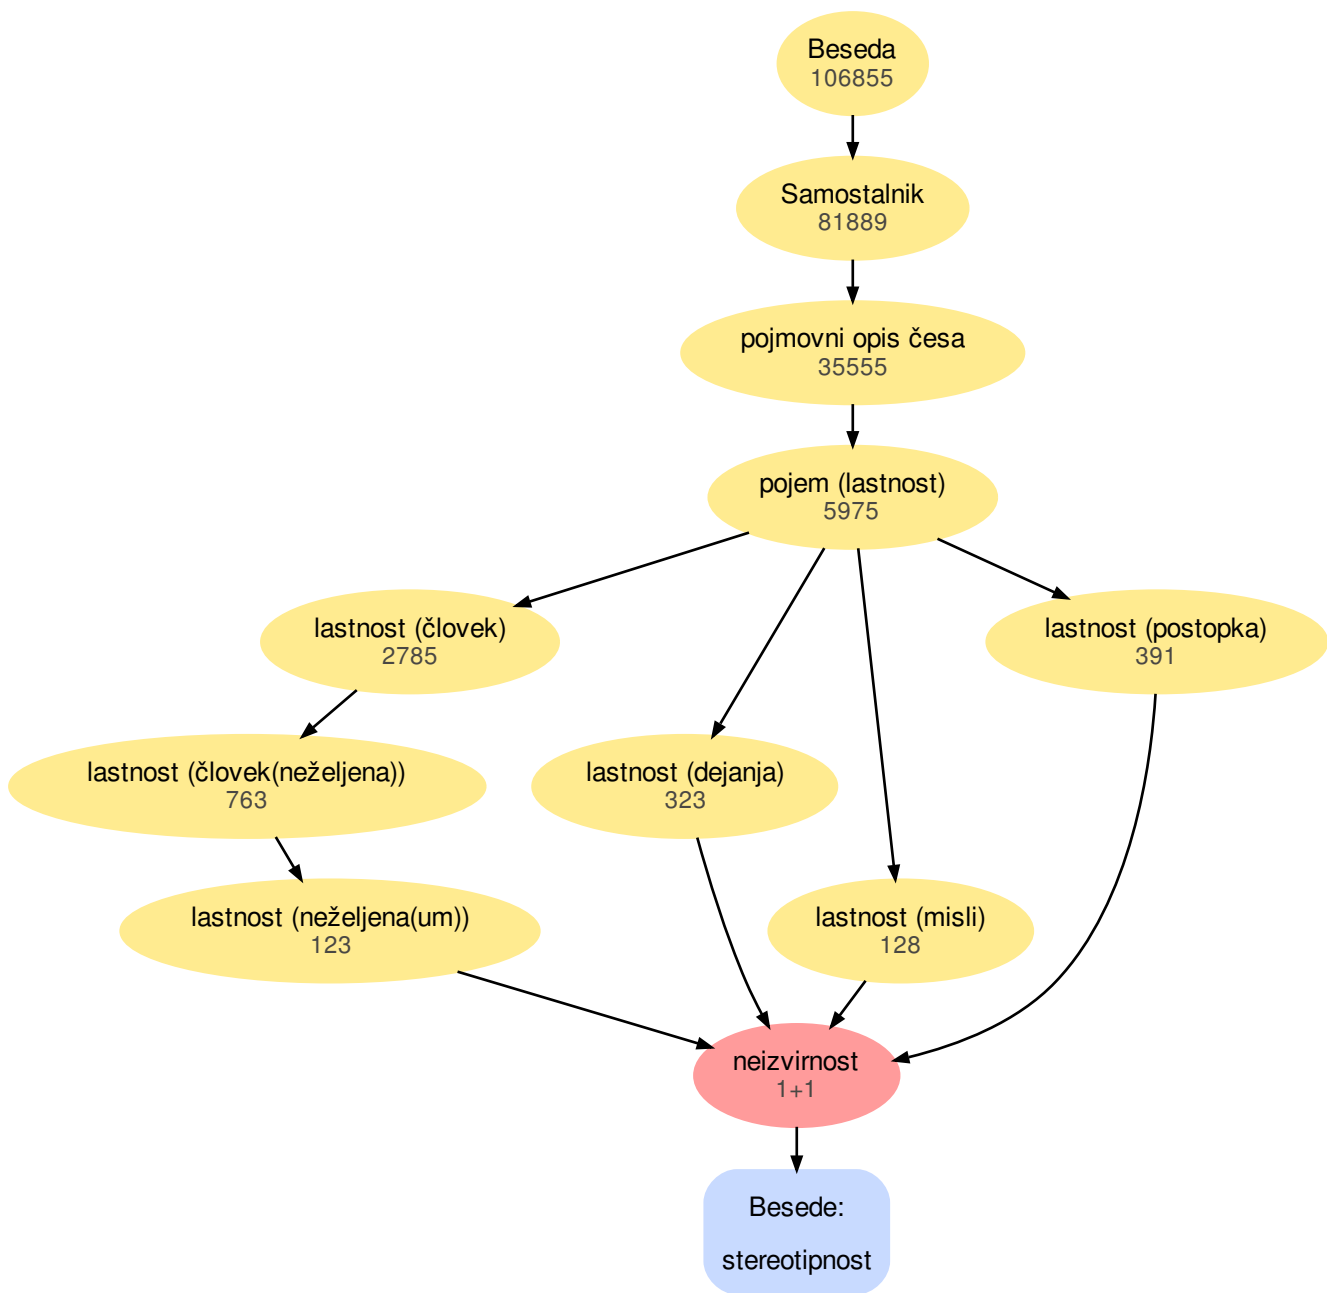 Beseda
106855
Samostalnik
81889
pojmovni opis česa
35555
pojem (lastnost)
5975
lastnost (človek)
2785
lastnost (postopka)
391
lastnost (človek(neželjena))
763
lastnost (dejanja)
323
lastnost (neželjena(um))
123
lastnost (misli)
128
neizvirnost
1+1
Besede:
stereotipnost